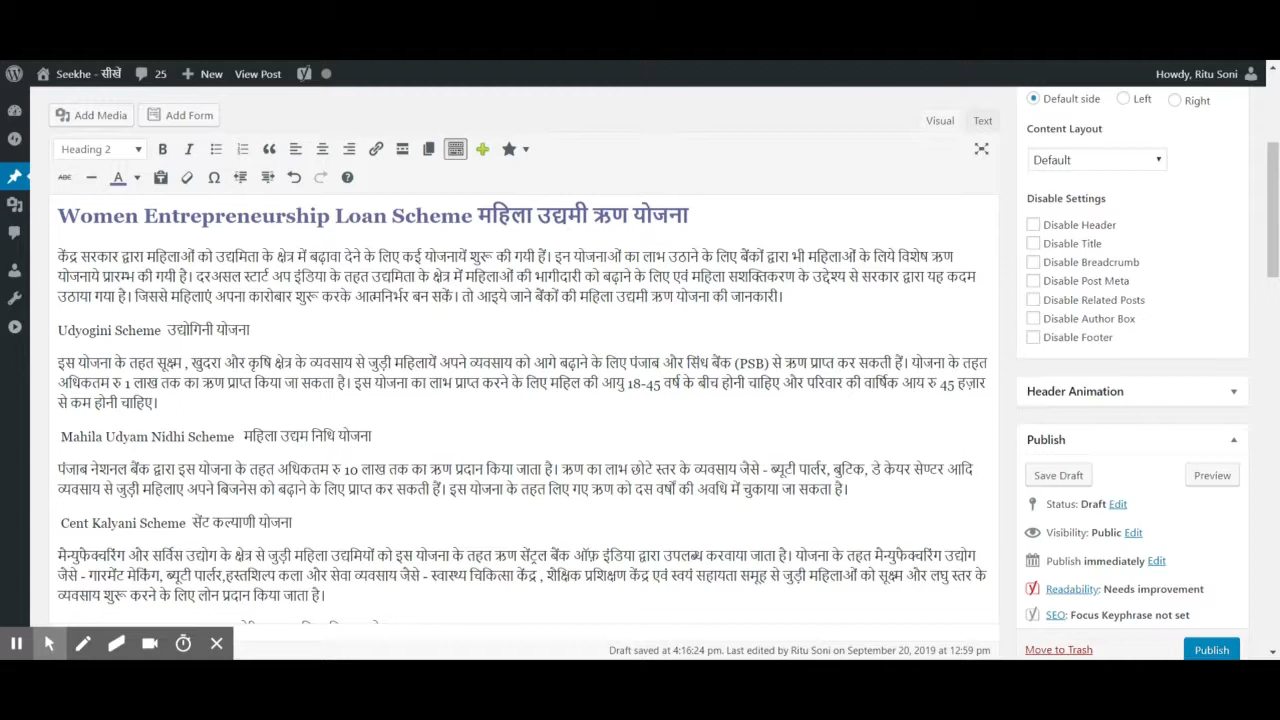 Seekhe - सीखें 25 New View Post Howdy, Ritu Soni
Add Media Add Form Visual Text
Heading 2 B I
ABC A
Women Entrepreneurship Loan Scheme महिला उद्यमी ऋण योजना
केंद्र सरकार द्वारा महिलाओं को उद्यमिता के क्षेत्र में बढ़ावा देने के लिए कई योजनायें शुरू की गयी हैं। इन योजनाओं का लाभ उठाने के लिए बैंकों द्वारा भी महिलाओं के लिये विशेष ऋण
योजनाये प्रारम्भ की गयी है। दरअसल स्टार्ट अप इंडिया के तहत उद्यमिता के क्षेत्र में महिलाओं की भागीदारी को बढ़ाने के लिए एवं महिला सशक्तिकरण के उद्देश्य से सरकार द्वारा यह कदम
उठाया गया है। जिससे महिलाएं अपना कारोबार शुरू करके आत्मनिर्भर बन सकें। तो आइये जाने बैंकों की महिला उद्यमी ऋण योजना की जानकारी।
Udyogini Scheme उद्योगिनी योजना
इस योजना के तहत सूक्ष्म , खुदरा और कृषि क्षेत्र के व्यवसाय से जुड़ी महिलायें अपने व्यवसाय को आगे बढ़ाने के लिए पंजाब और सिंध बैंक (PSB) से ऋण प्राप्त कर सकती हैं। योजना के तहत
अधिकतम रु 1 लाख तक का ऋण प्राप्त किया जा सकता है। इस योजना का लाभ प्राप्त करने के लिए महिल की आयु 18-45 वर्ष के बीच होनी चाहिए और परिवार की वार्षिक आय रु 45 हज़ार
से कम होनी चाहिए।
Mahila Udyam Nidhi Scheme महिला उद्यम निधि योजना
पंजाब नेशनल बैंक द्वारा इस योजना के तहत अधिकतम रु 10 लाख तक का ऋण प्रदान किया जाता है। ऋण का लाभ छोटे स्तर के व्यवसाय जैसे - ब्यूटी पार्लर, बुटिक, डे केयर सेण्टर आदि
व्यवसाय से जुड़ी महिलाए अपने बिजनेस को बढ़ाने के लिए प्राप्त कर सकती हैं। इस योजना के तहत लिए गए ऋण को दस वर्षों की अवधि में चुकाया जा सकता है।
Cent Kalyani Scheme सेंट कल्याणी योजना
मैन्युफेक्चरिंग और सर्विस उद्योग के क्षेत्र से जुड़ी महिला उद्यमियों को इस योजना के तहत ऋण सेंट्रल बैंक ऑफ़ इंडिया द्वारा उपलब्ध करवाया जाता है। योजना के तहत मैन्युफेक्चरिंग उद्योग
जैसे - गारमेंट मेकिंग, ब्यूटी पार्लर,हस्तशिल्प कला और सेवा व्यवसाय जैसे - स्वास्थ्य चिकित्सा केंद्र , शैक्षिक प्रशिक्षण केंद्र एवं स्वयं सहायता समूह से जुड़ी महिलाओं को सूक्ष्म और लघु स्तर के
व्यवसाय शुरू करने के लिए लोन प्रदान किया जाता है।
Draft saved at 4:16:24 pm. Last edited by Ritu Soni on September 20, 2019 at 12:59 pm
Default side Left Right
Content Layout
Default
Disable Settings
Disable Header
Disable Title
Disable Breadcrumb
Disable Post Meta
Disable Related Posts
Disable Author Box
Disable Footer
Header Animation
Publish
Save Draft Preview
Status: Draft Edit
Visibility: Public Edit
Publish immediately Edit
Readability: Needs improvement
SEO: Focus Keyphrase not set
Move to Trash Publish